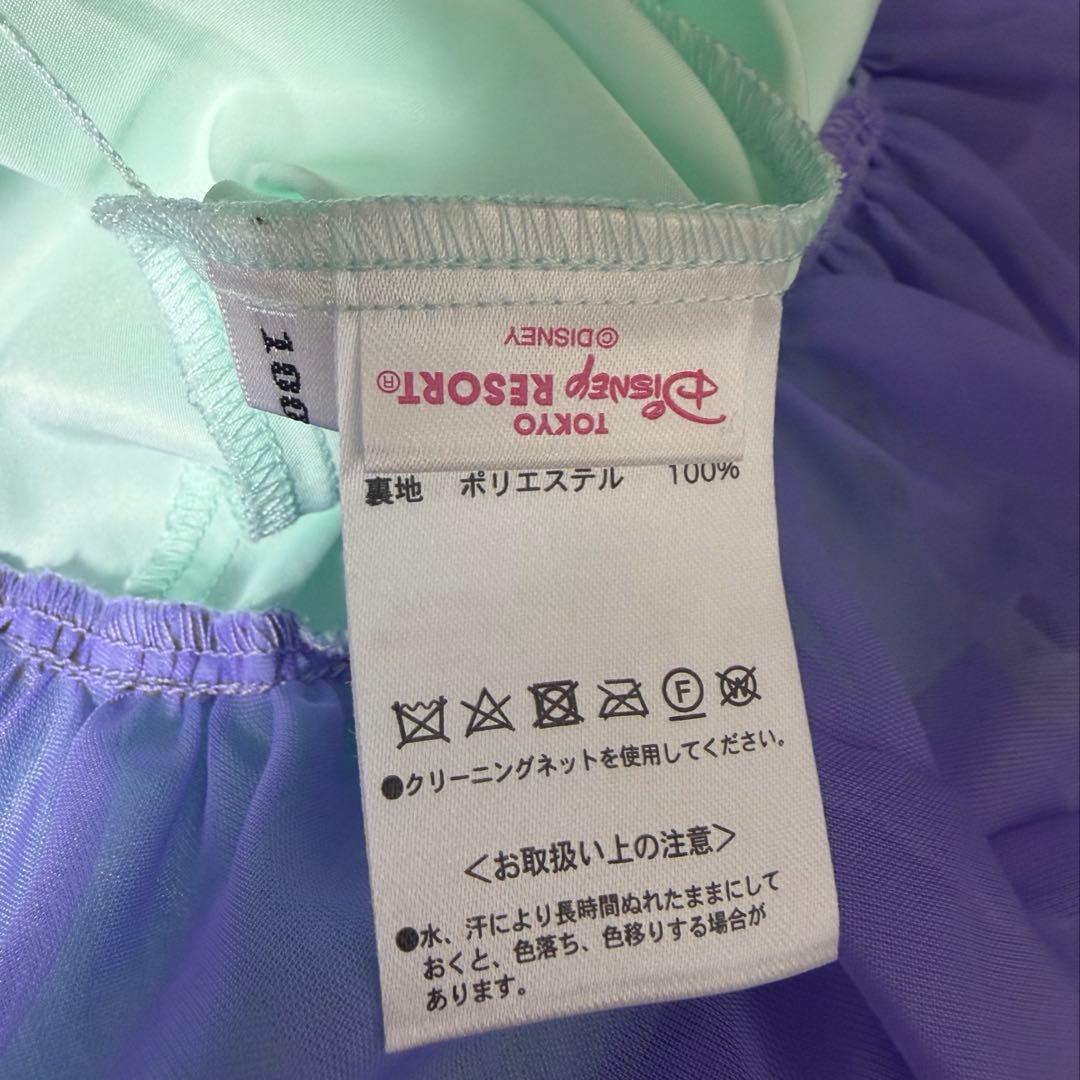 100
TOKYO
DISNEY RESORT®
© DISNEY
裏地 ポリエステル 100%
F
W
●クリーニングネットを使用してください。
<お取扱い上の注意>
●水、汗により長時間ぬれたままにして
おくと、色落ち、色移りする場合が
あります。